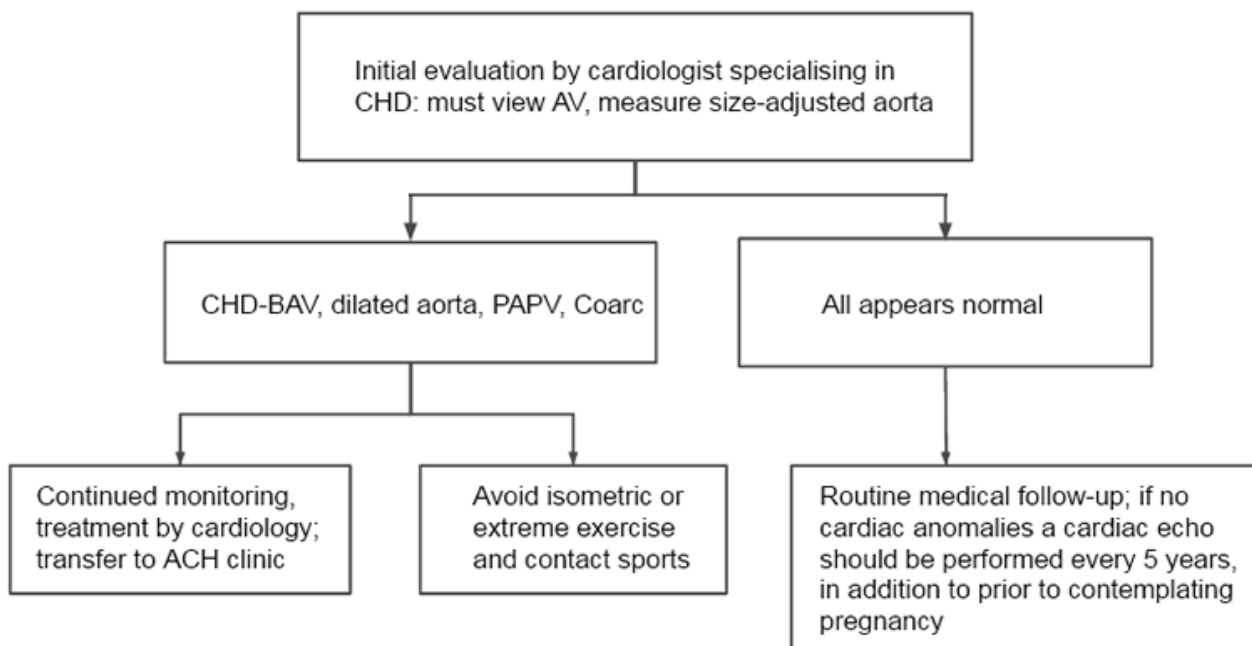 Initial evaluation by cardiologist specialising in
CHD: must view AV, measure size-adjusted aorta
CHD-BAV, dilated aorta, PAPV, Coarc
All appears normal
Continued monitoring,
treatment by cardiology;
transfer to ACH clinic
Avoid isometric or
extreme exercise
and contact sports
Routine medical follow-up; if no
cardiac anomalies a cardiac echo
should be performed every 5 years,
in addition to prior to contemplating
pregnancy